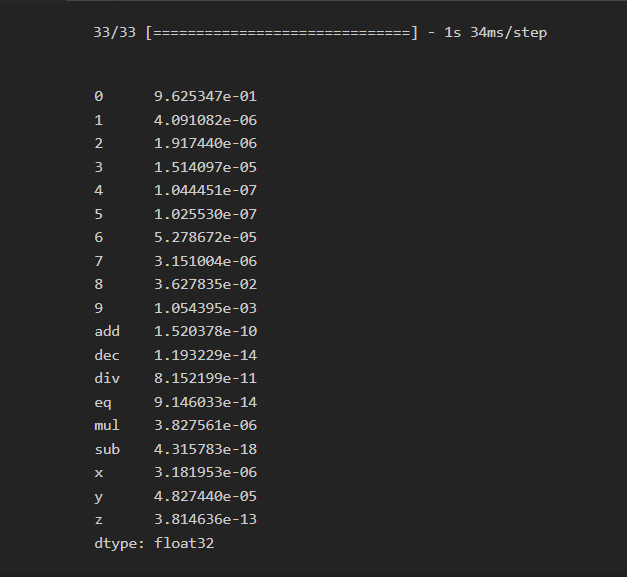 33/33 [==============================] - 1s 34ms/step
0 9.625347e-01
1 4.091082e-06
2 1.917440e-06
3 1.514097e-05
4 1.044451e-07
5 1.025530e-07
6 5.278672e-05
7 3.151004e-06
8 3.627835e-02
9 1.054395e-03
add 1.520378e-10
dec 1.193229e-14
div 8.152199e-11
eq 9.146033e-14
mul 3.827561e-06
sub 4.315783e-18
x 3.181953e-06
y 4.827440e-05
z 3.814636e-13
dtype: float32